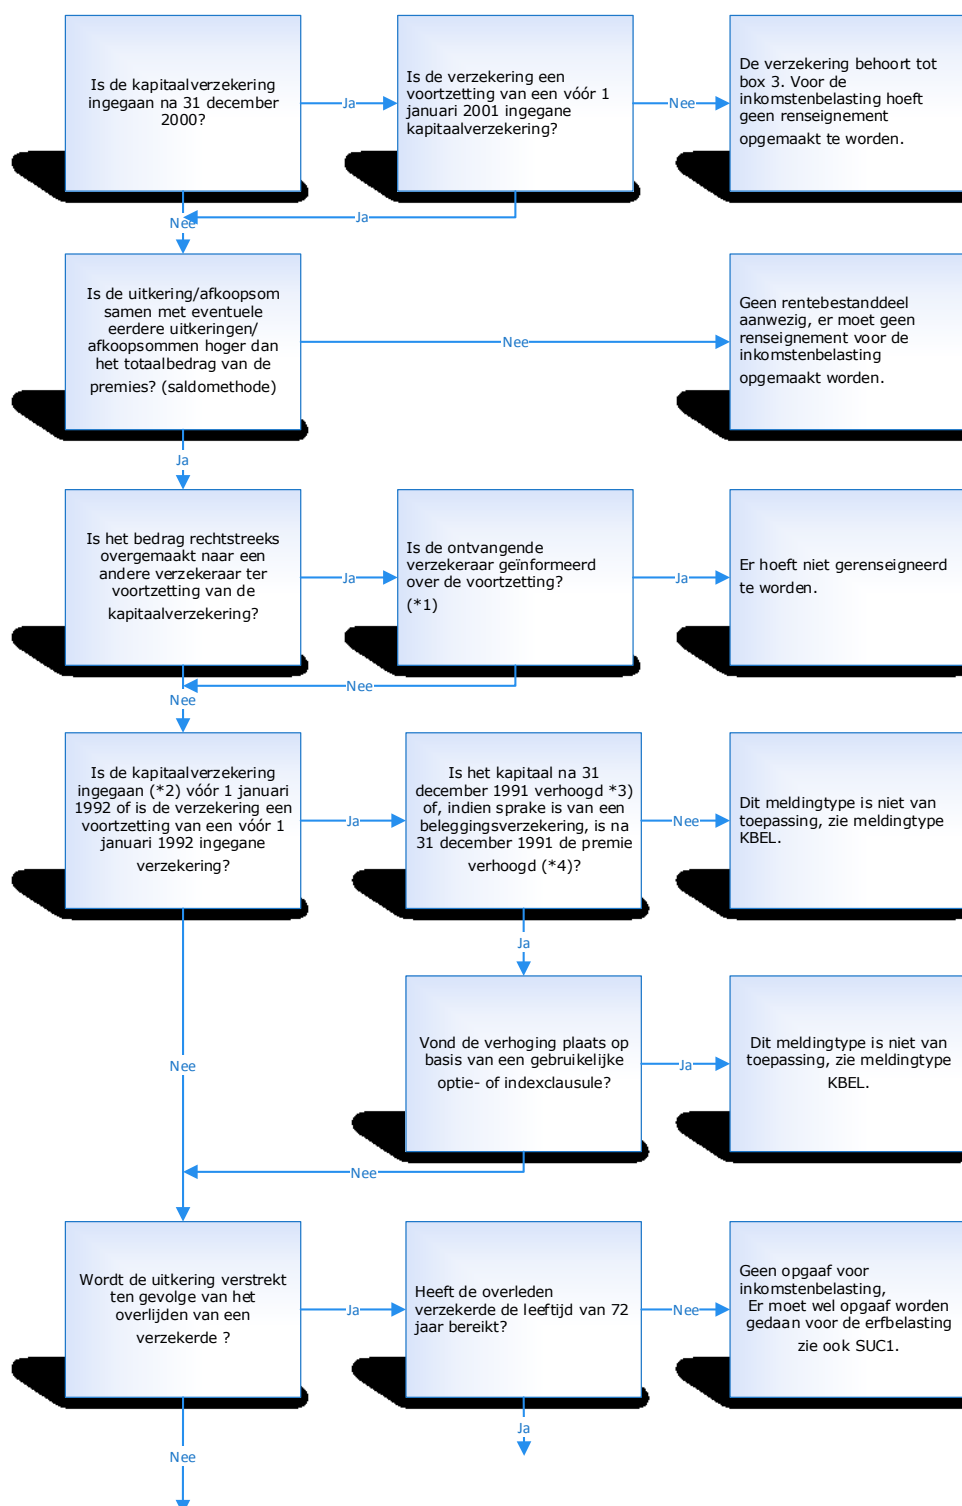 Is de kapitaalverzekering
ingegaan na 31 december
2000?
Ja
Is de verzekering een
voortzetting van een vóór 1
januari 2001 ingegane
kapitaalverzekering?
Nee
De verzekering behoort tot
box 3. Voor de
inkomstenbelasting hoeft
geen renseignement
opgemaakt te worden.
Ja
Nee
Is de uitkering/afkoopsom
samen met eventuele
eerdere uitkeringen/
afkoopsommen hoger dan
het totaalbedrag van de
premies? (saldomethode)
Nee
Geen rentebestanddeel
aanwezig, er moet geen
renseignement voor de
inkomstenbelasting
opgemaakt worden.
Ja
Is het bedrag rechtstreeks
overgemaakt naar een
andere verzekeraar ter
voortzetting van de
kapitaalverzekering?
Ja
Is de ontvangende
verzekeraar geïnformeerd
over de voortzetting?
(*1)
Ja
Er hoeft niet gerenseigneerd
te worden.
Nee
Nee
Is de kapitaalverzekering
ingegaan (*2) vóór 1 januari
1992 of is de verzekering een
voortzetting van een vóór 1
januari 1992 ingegane
verzekering?
Ja
Is het kapitaal na 31
december 1991 verhoogd *3)
of, indien sprake is van een
beleggingsverzekering, is na
31 december 1991 de premie
verhoogd (*4)?
Nee
Dit meldingtype is niet van
toepassing, zie meldingtype
KBEL.
Ja
Nee
Vond de verhoging plaats op
basis van een gebruikelijke
optie- of indexclausule?
Ja
Dit meldingtype is niet van
toepassing, zie meldingtype
KBEL.
Nee
Wordt de uitkering verstrekt
ten gevolge van het
overlijden van een
verzekerde ?
Ja
Heeft de overleden
verzekerde de leeftijd van 72
jaar bereikt?
Nee
Geen opgaaf voor
inkomstenbelasting,
Er moet wel opgaaf worden
gedaan voor de erfbelasting
zie ook SUC1.
Ja
Nee